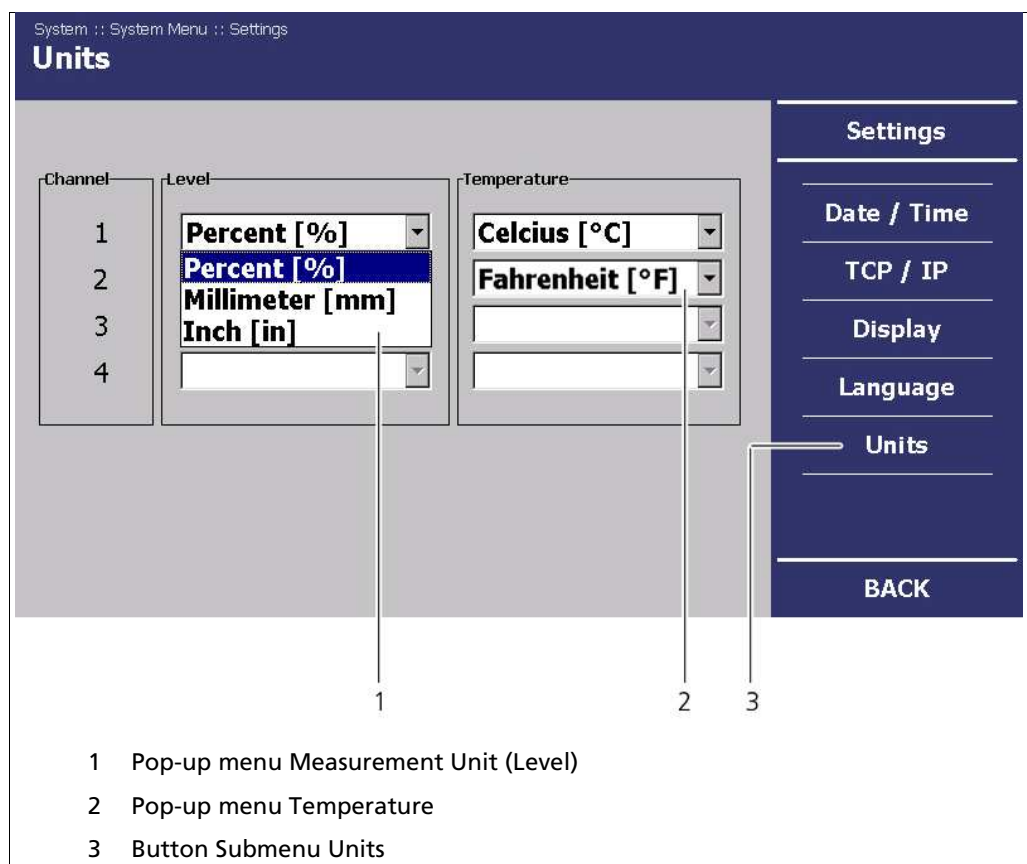 System :: System Menu :: Settings
Units
Settings
Channel
Level
Temperature
1
Percent [%]
Celcius [°C]
Date / Time
2
Percent [%]
Fahrenheit [°F]
TCP / IP
Millimeter [mm]
3
Inch [in]
Display
4
Language
Units
BACK
1
2
3
1 Pop-up menu Measurement Unit (Level)
2 Pop-up menu Temperature
3 Button Submenu Units